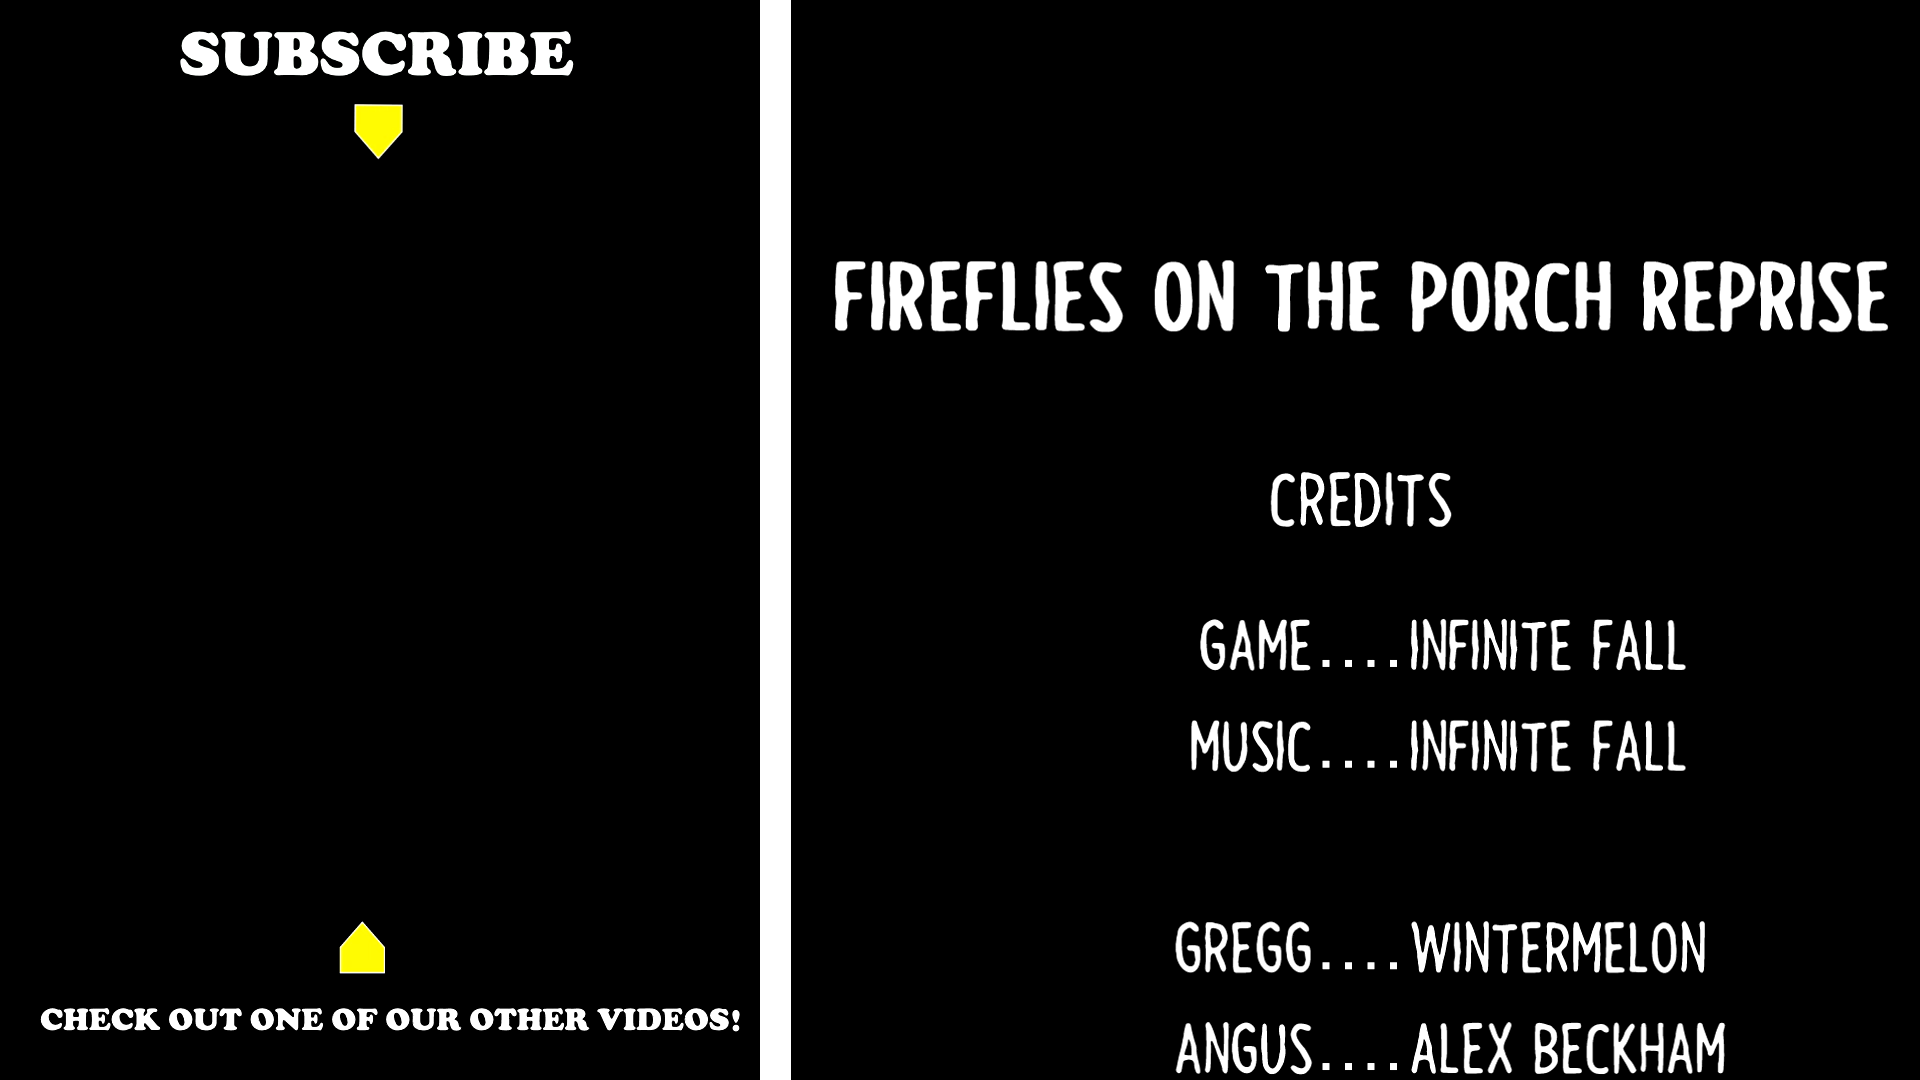 SUBSCRIBE
CHECK OUT ONE OF OUR OTHER VIDEOS!
FIREFLIES ON THE PORCH REPRISE
CREDITS
GAME....INFINITE FALL
MUSIC....INFINITE FALL
GREGG....WINTERMELON
ANGUS....ALEX BECKHAM